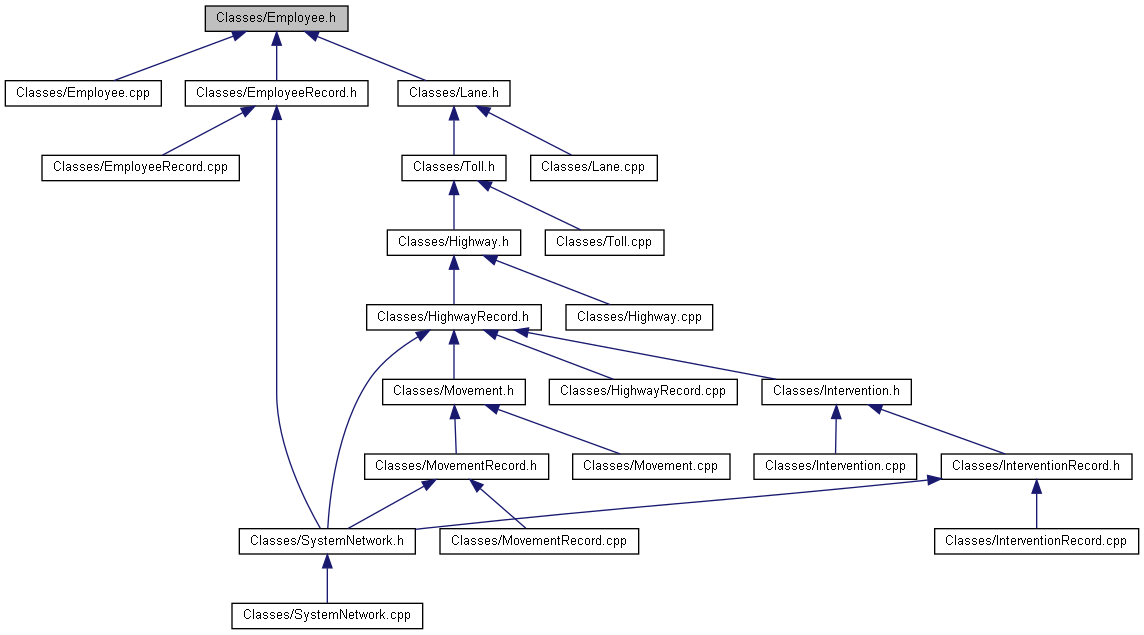 Classes/Employee.h
Classes/Employee.cpp
Classes/EmployeeRecord.h
Classes/Lane.h
Classes/EmployeeRecord.cpp
Classes/Toll.h
Classes/Lane.cpp
Classes/Highway.h
Classes/Toll.cpp
Classes/HighwayRecord.h
Classes/Highway.cpp
Classes/Movement.h
Classes/HighwayRecord.cpp
Classes/Intervention.h
Classes/MovementRecord.h
Classes/Movement.cpp
Classes/Intervention.cpp
Classes/InterventionRecord.h
Classes/SystemNetwork.h
Classes/MovementRecord.cpp
Classes/InterventionRecord.cpp
Classes/SystemNetwork.cpp